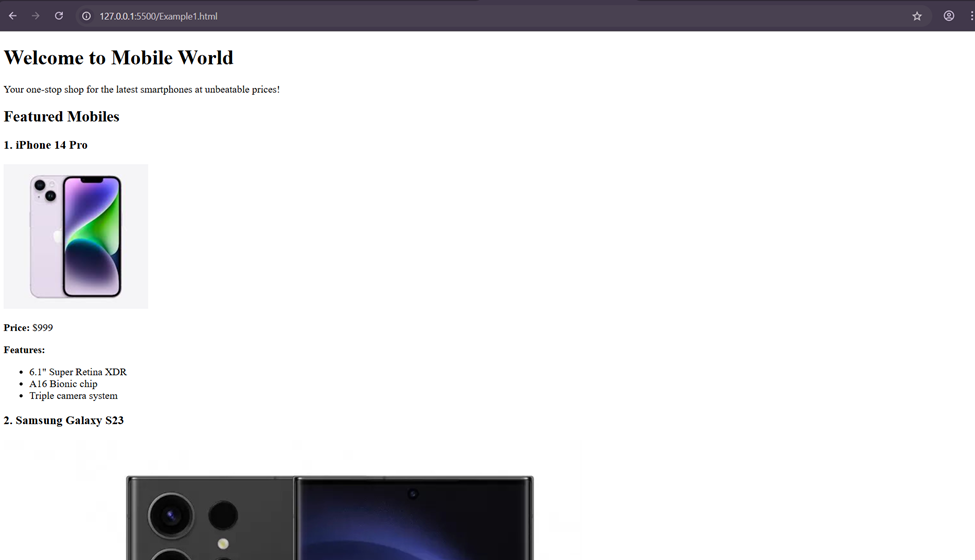 127.0.0.1:5500/Example1.html
Welcome to Mobile World
Your one-stop shop for the latest smartphones at unbeatable prices!
Featured Mobiles
1. iPhone 14 Pro
Price: $999
Features:
• 6.1" Super Retina XDR
• A16 Bionic chip
• Triple camera system
2. Samsung Galaxy S23